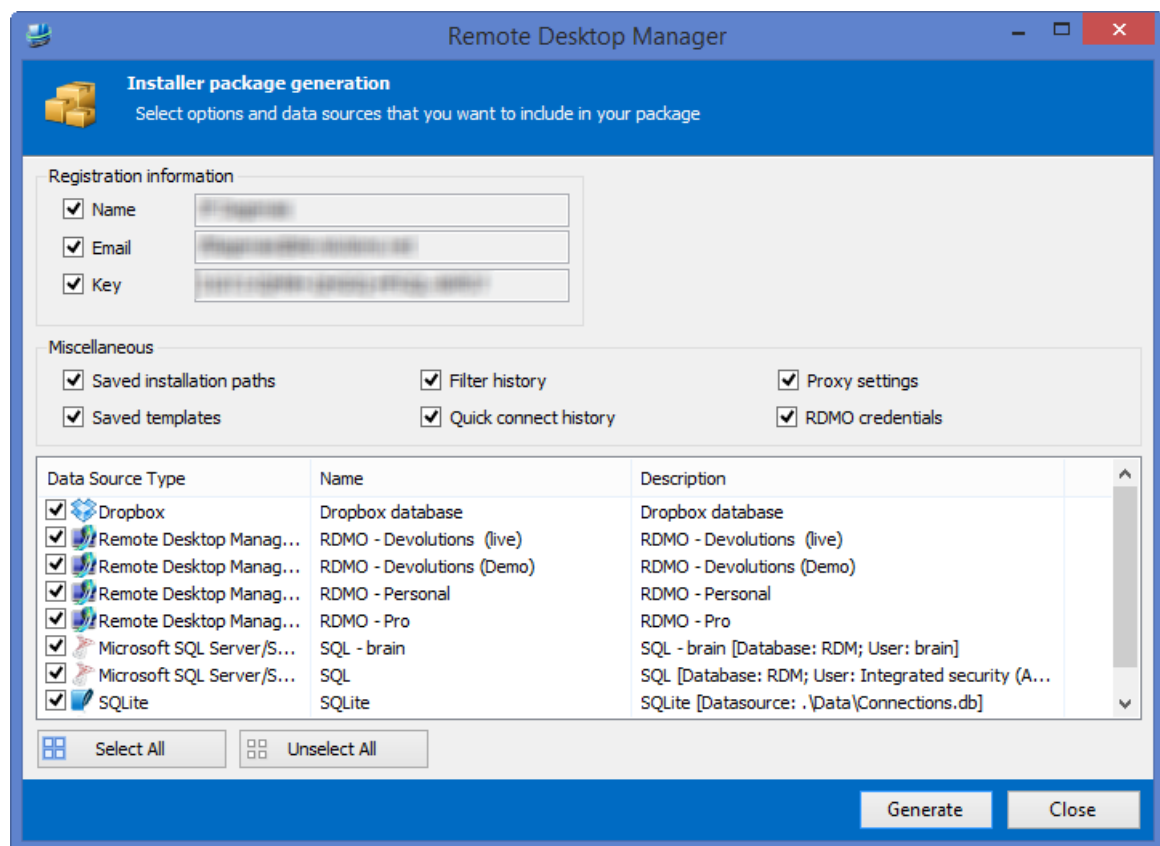 Remote Desktop Manager
Installer package generation
Select options and data sources that you want to include in your package
Registration information
Name
Email
Key
Miscellaneous
Saved installation paths Filter history Proxy settings
Saved templates Quick connect history RDMO credentials
Data Source Type Name Description
Dropbox Dropbox database Dropbox database
Remote Desktop Manag... RDMO - Devolutions (live) RDMO - Devolutions (live)
Remote Desktop Manag... RDMO - Devolutions (Demo) RDMO - Devolutions (Demo)
Remote Desktop Manag... RDMO - Personal RDMO - Personal
Remote Desktop Manag... RDMO - Pro RDMO - Pro
Microsoft SQL Server/S... SQL - brain SQL - brain [Database: RDM; User: brain]
Microsoft SQL Server/S... SQL SQL [Database: RDM; User: Integrated security (A...
SQLite SQLite SQLite [Datasource: .\Data\Connections.db]
Select All Unselect All
Generate Close